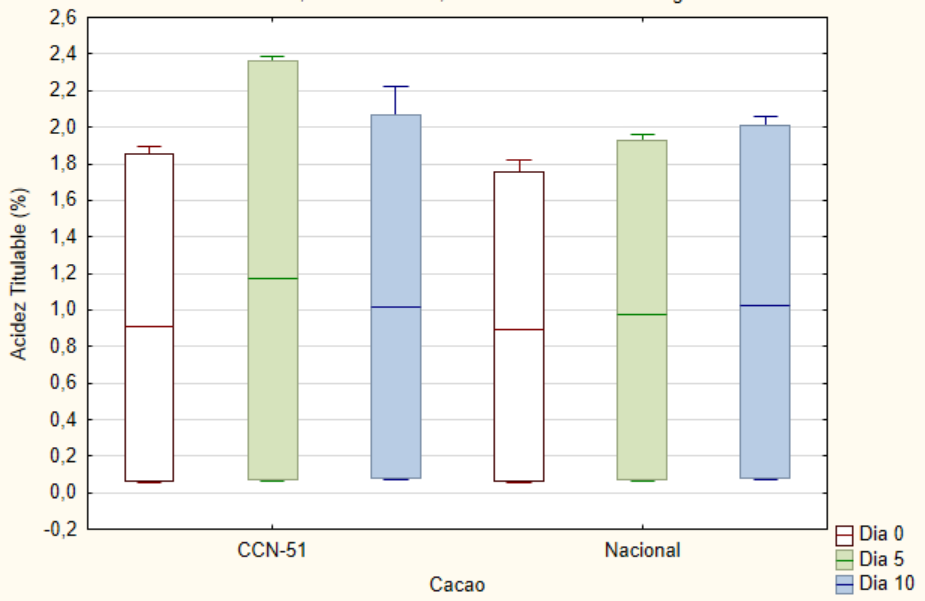 2,6
2,4
2,2
2,0
1,8
1,6
1,4
1,2
1,0
0,8
0,6
0,4
0,2
0,0
-0,2
Acidez Titulable (%)
CCN-51
Nacional
Cacao
Dia 0
Dia 5
Dia 10